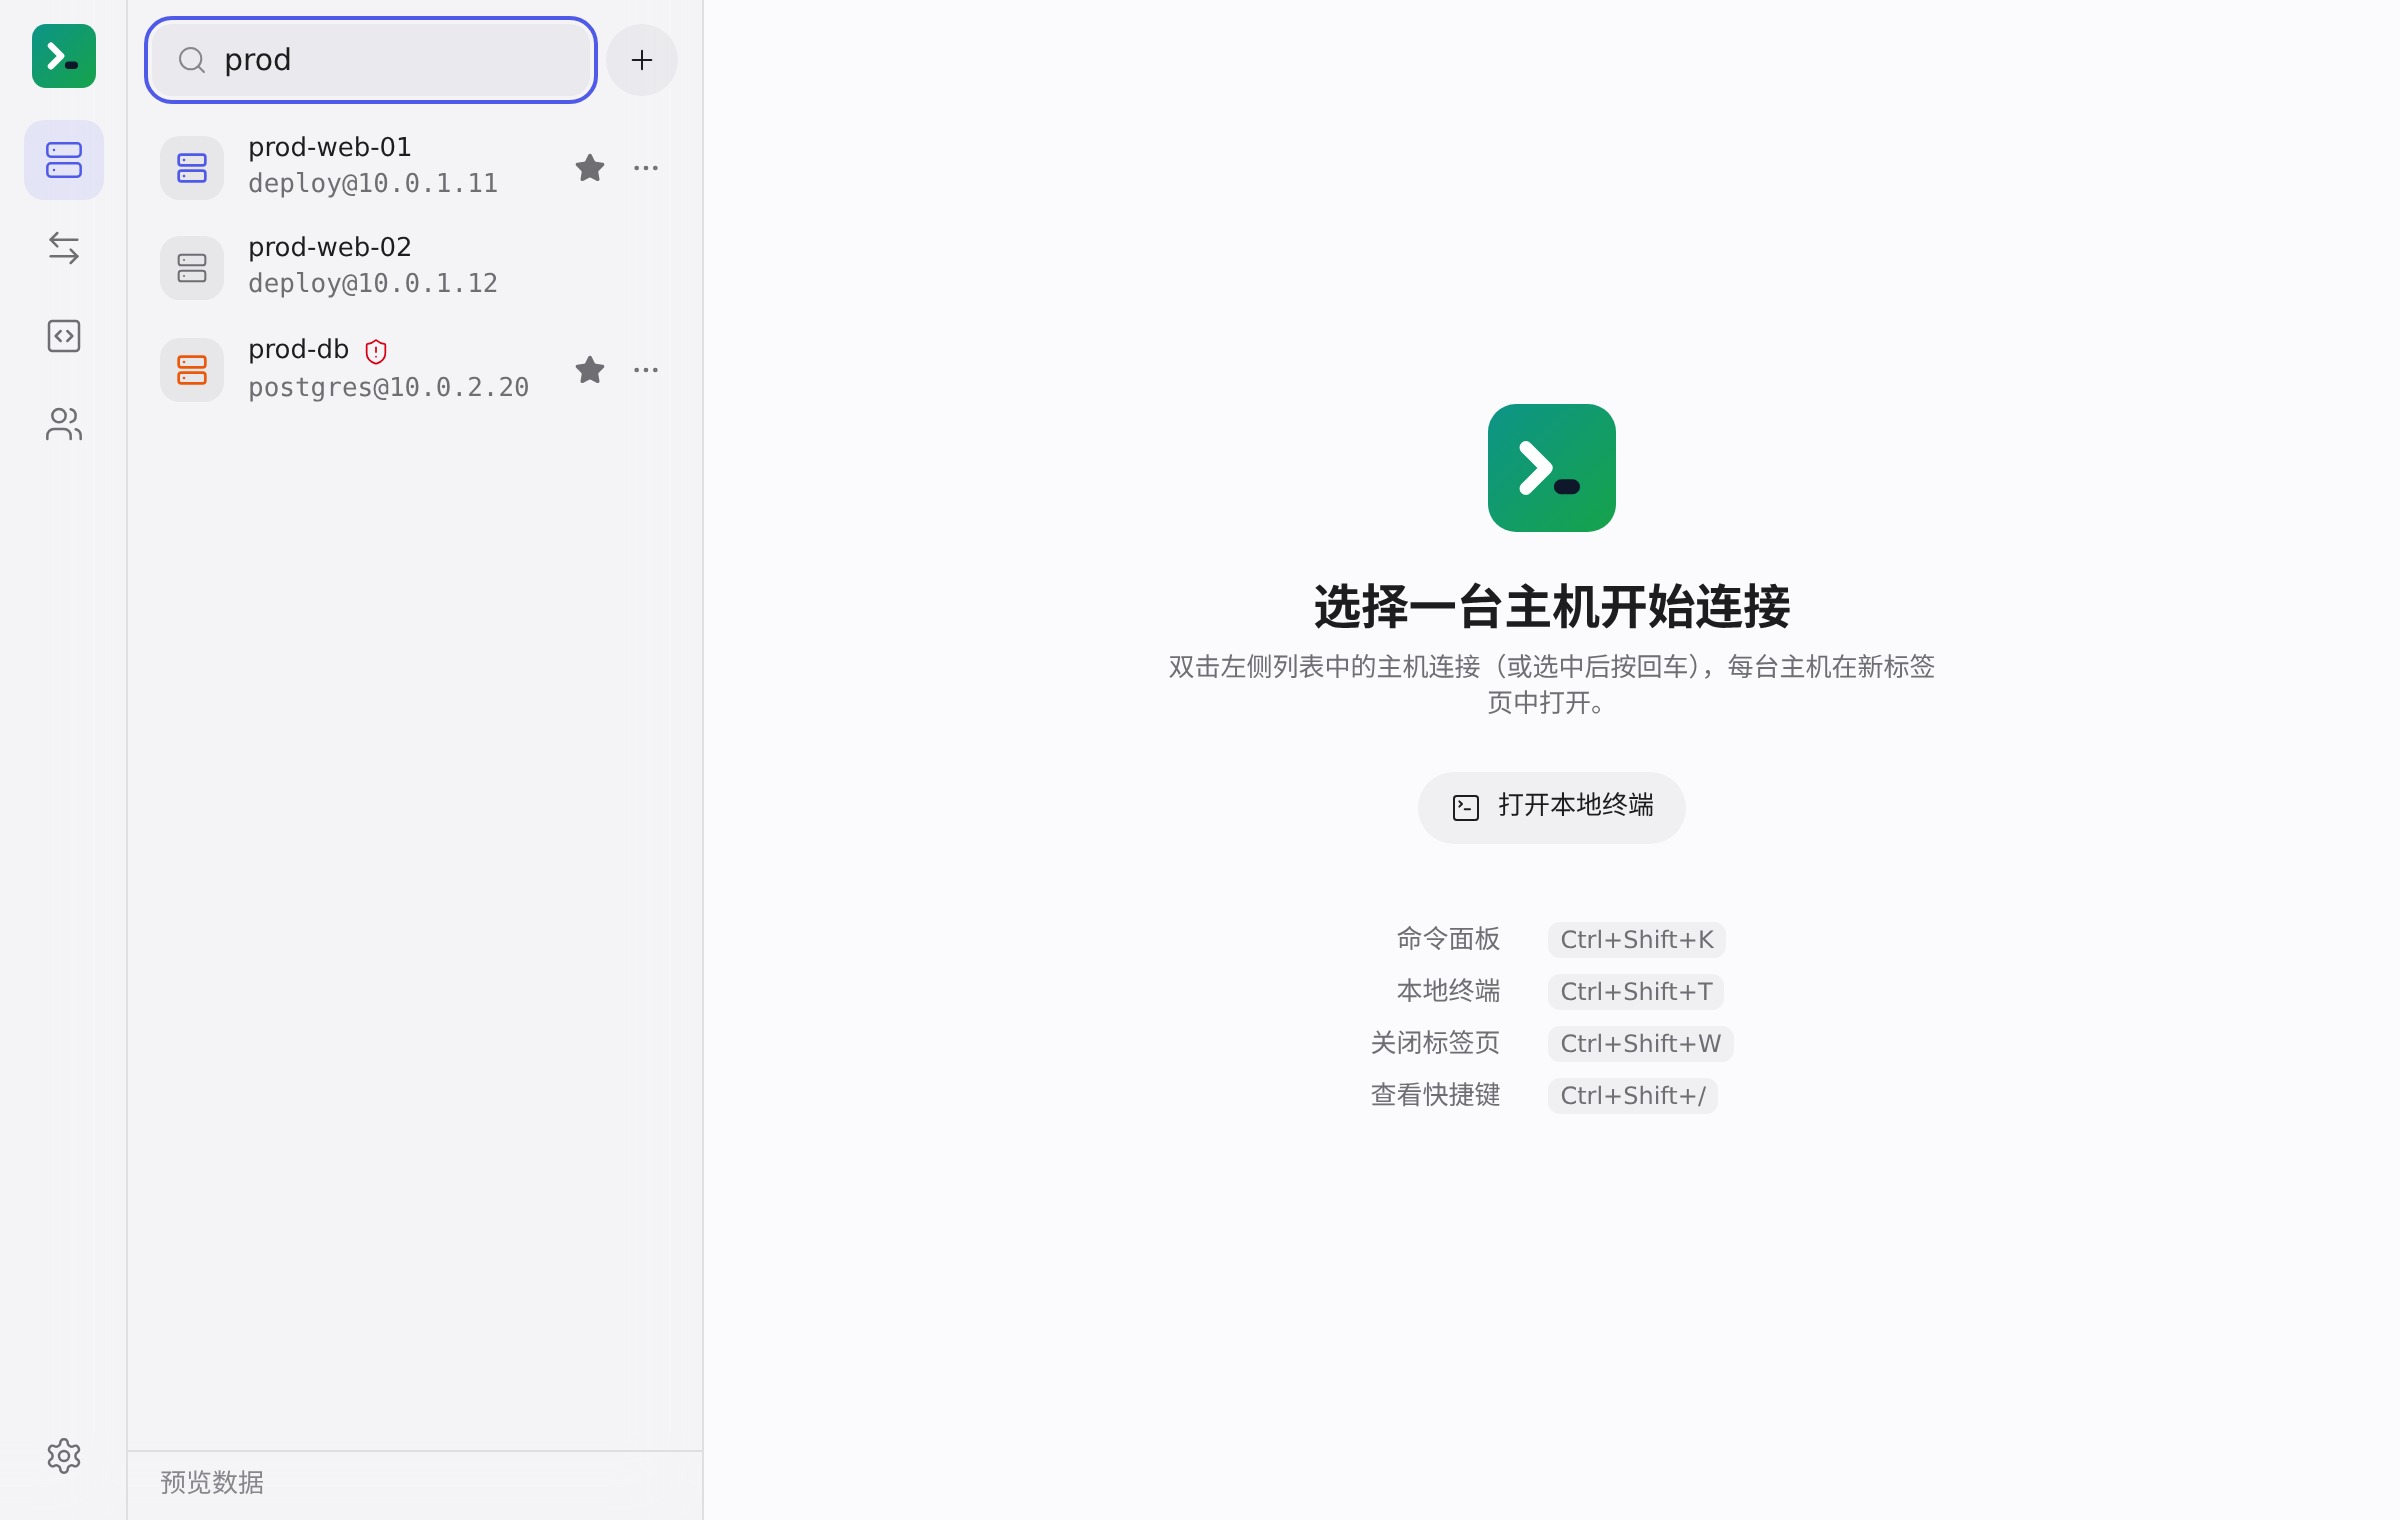 prod
prod-web-01
deploy@10.0.1.11
prod-web-02
deploy@10.0.1.12
prod-db
postgres@10.0.2.20
预览数据
选择一台主机开始连接
双击左侧列表中的主机连接（或选中后按回车），每台主机在新标签
页中打开。
打开本地终端
命令面板 Ctrl+Shift+K
本地终端 Ctrl+Shift+T
关闭标签页 Ctrl+Shift+W
查看快捷键 Ctrl+Shift+/